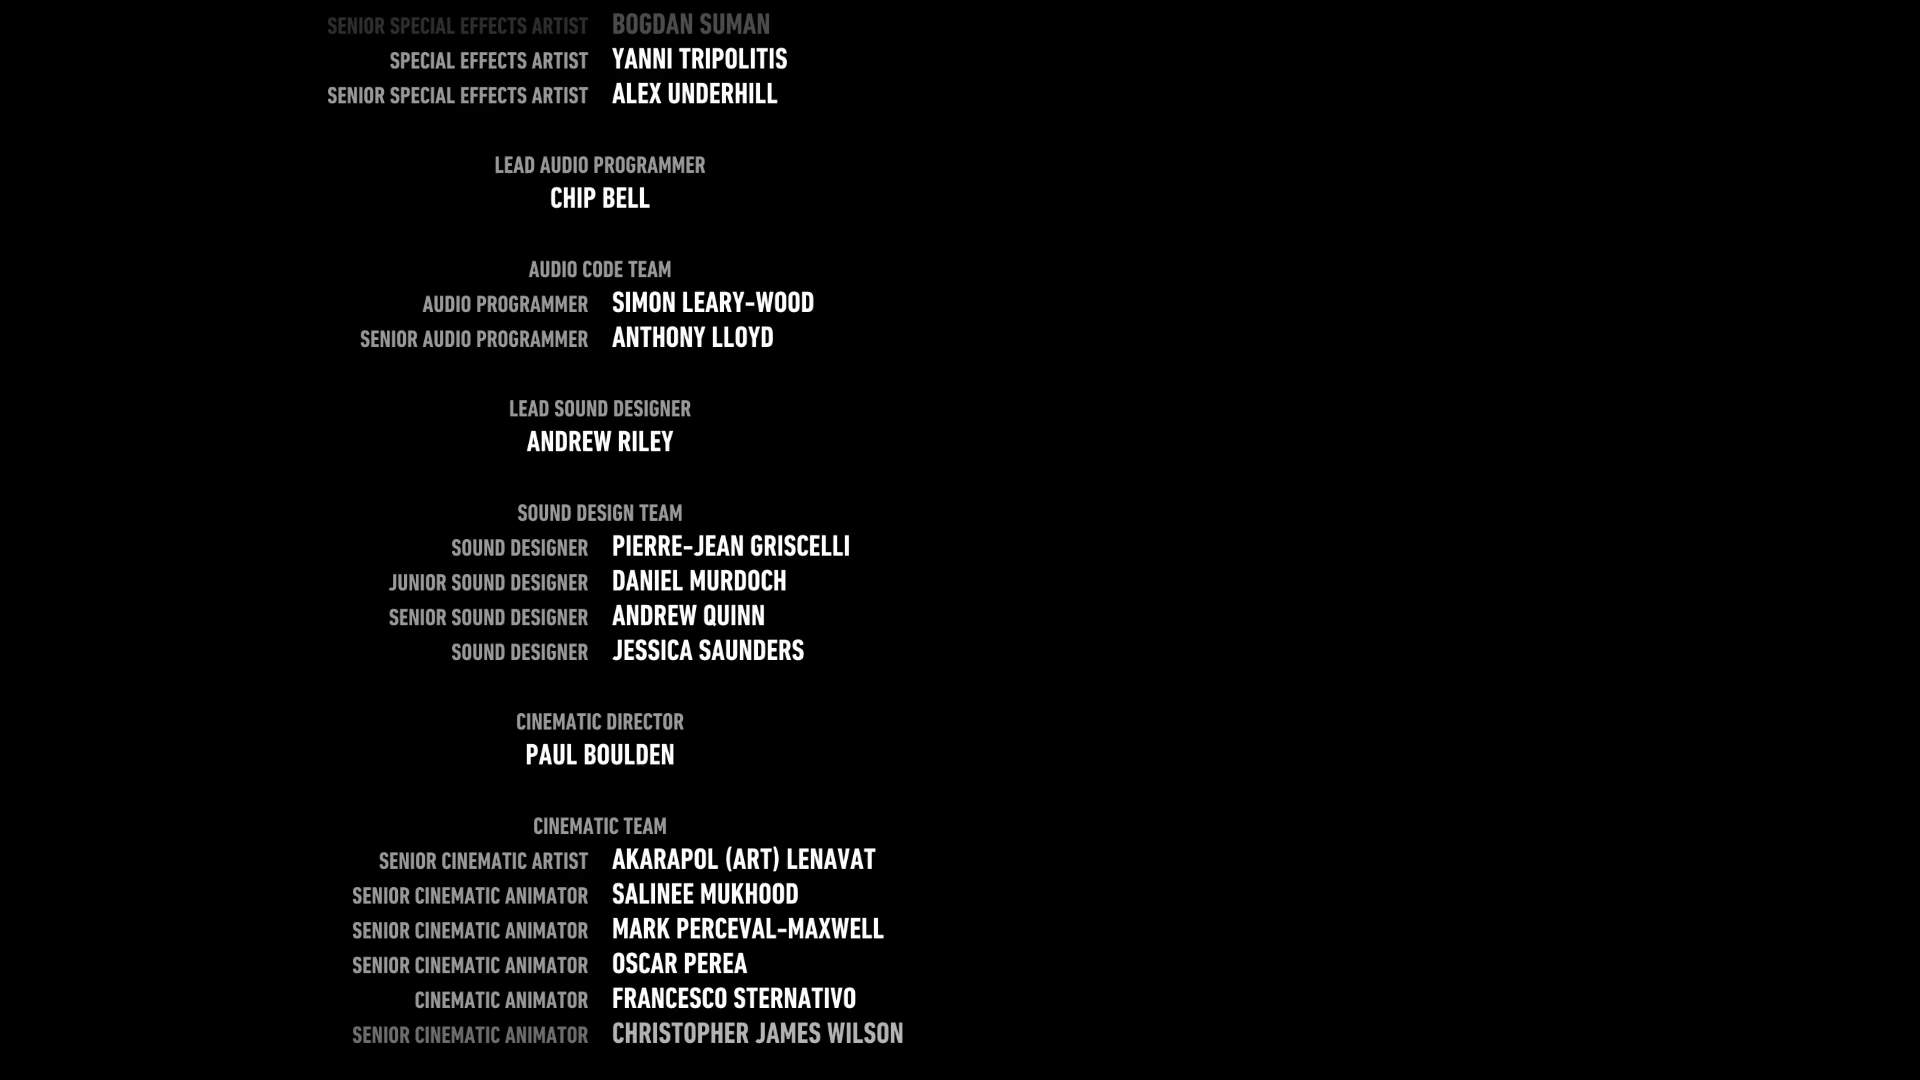 SENIOR SPECIAL EFFECTS ARTIST BOGDAN SUMAN
SPECIAL EFFECTS ARTIST YANNI TRIPOLITIS
SENIOR SPECIAL EFFECTS ARTIST ALEX UNDERHILL
LEAD AUDIO PROGRAMMER
CHIP BELL
AUDIO CODE TEAM
AUDIO PROGRAMMER SIMON LEARY-WOOD
SENIOR AUDIO PROGRAMMER ANTHONY LLOYD
LEAD SOUND DESIGNER
ANDREW RILEY
SOUND DESIGN TEAM
SOUND DESIGNER PIERRE-JEAN GRISCELLI
JUNIOR SOUND DESIGNER DANIEL MURDOCH
SENIOR SOUND DESIGNER ANDREW QUINN
SOUND DESIGNER JESSICA SAUNDERS
CINEMATIC DIRECTOR
PAUL BOULDEN
CINEMATIC TEAM
SENIOR CINEMATIC ARTIST AKARAPOL (ART) LENAVAT
SENIOR CINEMATIC ANIMATOR SALINEE MUKHOOD
SENIOR CINEMATIC ANIMATOR MARK PERCEVAL-MAXWELL
SENIOR CINEMATIC ANIMATOR OSCAR PEREA
CINEMATIC ANIMATOR FRANCESCO STERNATIVO
SENIOR CINEMATIC ANIMATOR CHRISTOPHER JAMES WILSON